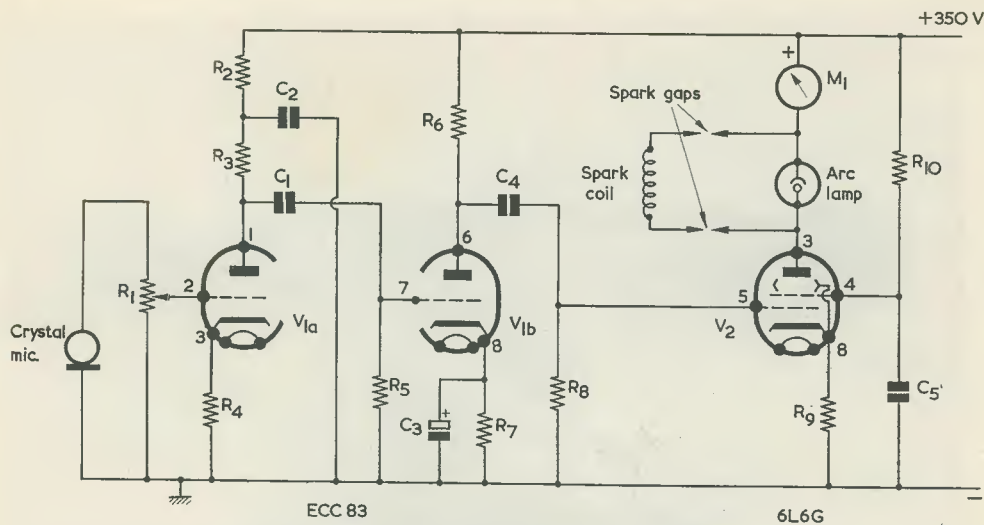 +350 V
R2
C2
R3
C1
R6
Spark gaps
+
M1
Spark coil
Arc lamp
R10
C4
1
6
3
R1
2
V1a
3
7
V1b
8
5
V2
4
8
Crystal mic.
R4
R5
C3
+
R7
R8
R9
C5
−
ECC 83
6L6G